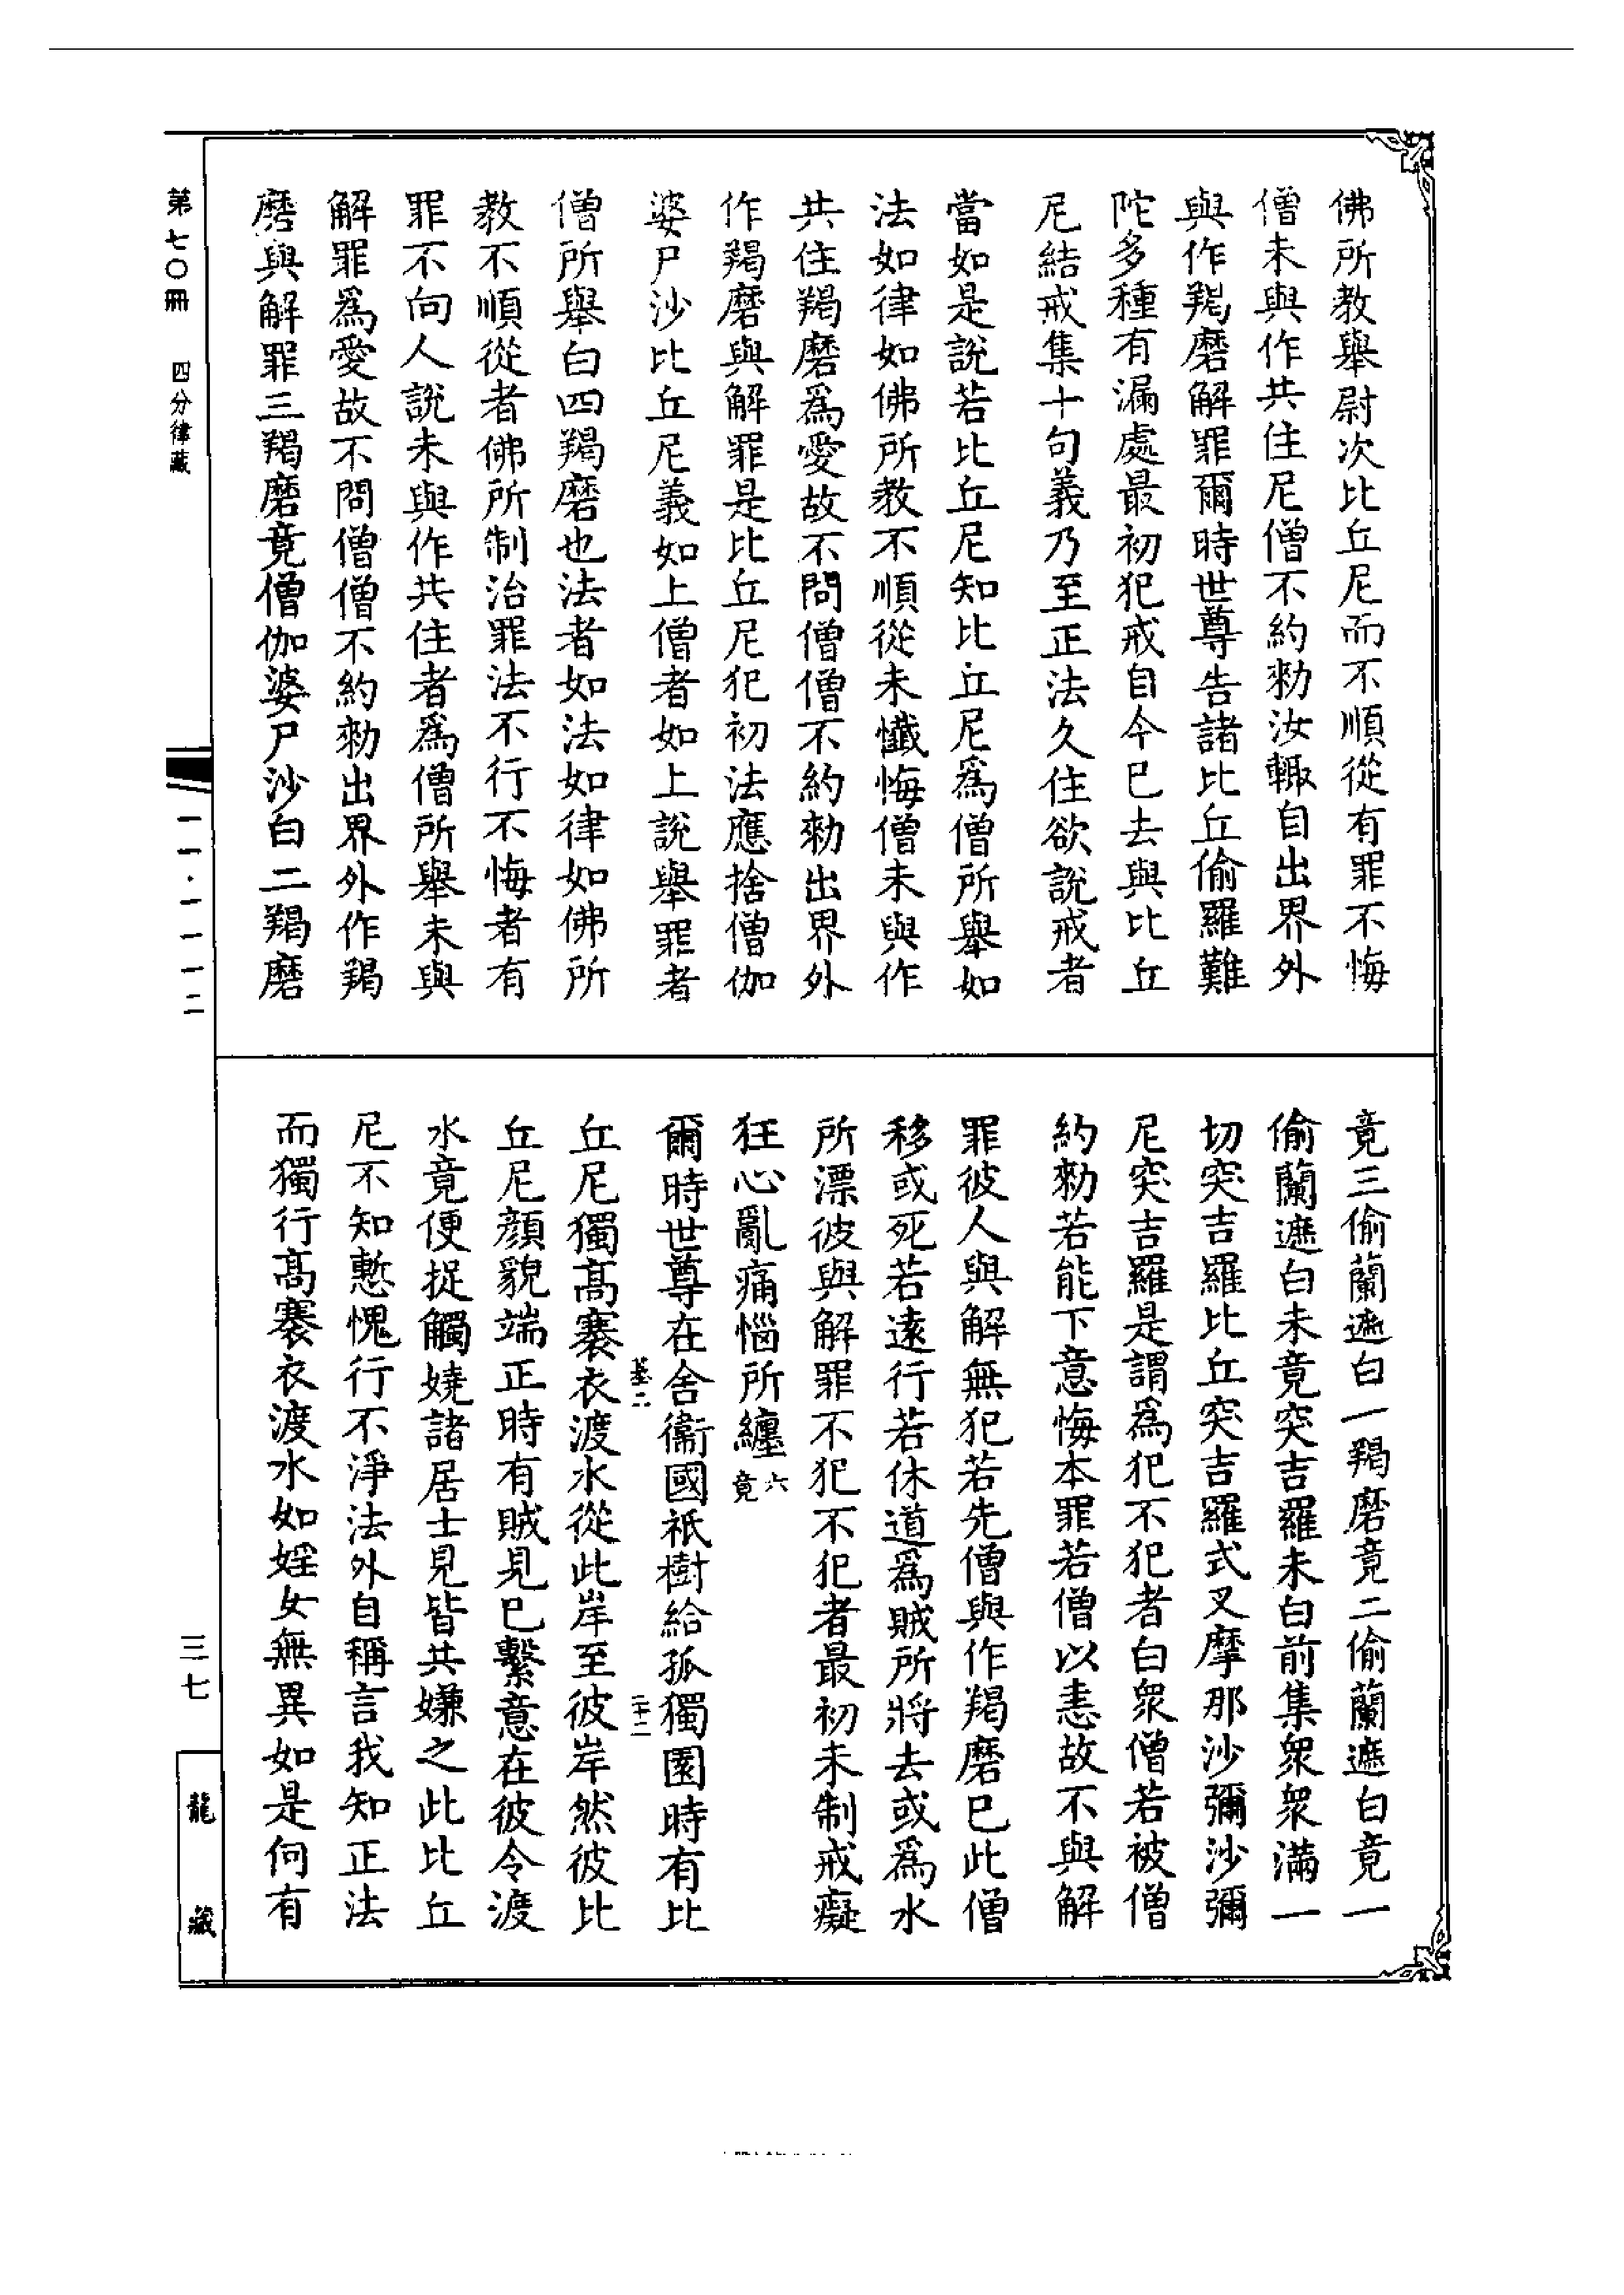 佛所教舉尉次比丘尼而不順從有罪不悔
僧未與作共住尼僧不約勑汝輙自出界外
與作羯磨解罪爾時世尊告諸比丘偷羅難
陀多種有漏處最初犯戒自今已去與比丘
尼結戒集十句義乃至正法久住欲説戒者
當如是説若比丘尼知比丘尼爲僧所舉如
法如律如佛所教不順從未懺悔僧未與作
共住羯磨爲愛故不問僧僧不約勑出界外
作羯磨與解罪是比丘尼犯初法應捨僧伽
婆尸沙比丘尼義如上僧者如上説舉罪者
僧所舉白四羯磨也法者如法如律如佛所
教不順從者佛所制治罪法不行不悔者有
罪不向人説未與作共住者爲僧所舉未與
解罪爲愛故不問僧僧不約勑出界外作羯
磨與解罪三羯磨竟僧伽婆尸沙白二羯磨
竟三偷蘭遮白一羯磨竟二偷蘭遮白竟一
偷蘭遮白未竟突吉羅未白前集衆衆滿一
切突吉羅比丘突吉羅式叉摩那沙彌沙彌
尼突吉羅是謂爲犯不犯者白衆僧若被僧
約勑若能下意悔本罪若僧以恚故不與解
罪彼人與解無犯若先僧與作羯磨已此僧
移或死若遠行若休道爲賊所將去或爲水
所漂彼與解罪不犯不犯者最初未制戒癡
狂心亂痛惱所纏六竟
爾時世尊在舍衞國祇樹給孤獨園時有比
丘尼獨髙褰衣渡水從此岸至彼岸然彼比
丘尼顔貌端正時有賊見已繫意在彼令渡
水竟便捉觸嬈諸居士見皆共嫌之此比丘
尼不知慙愧行不淨法外自稱言我知正法
而獨行髙褰衣渡水如婬女無異如是何有
第七〇冊 四分律藏
一一·一一一二
三七
龍藏